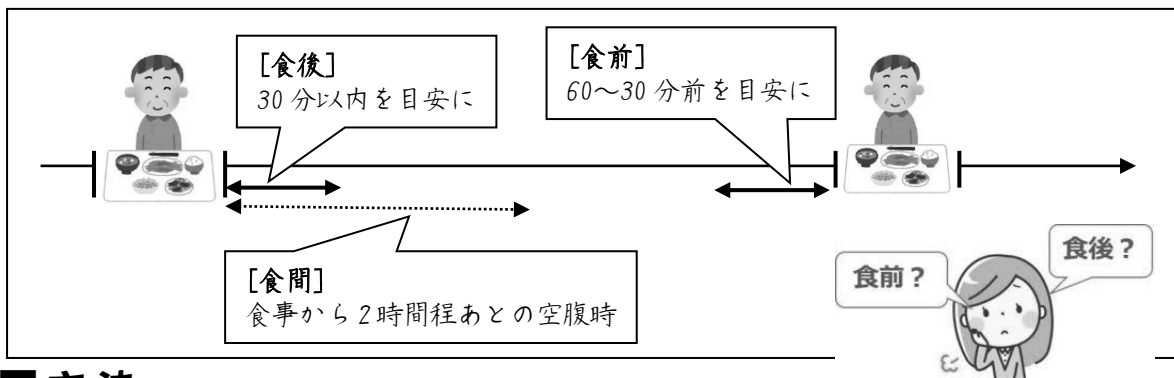 [食後]
30分以内を目安に
[食前]
60〜30分前を目安に
[食間]
食事から2時間程あとの空腹時
食前？
食後？